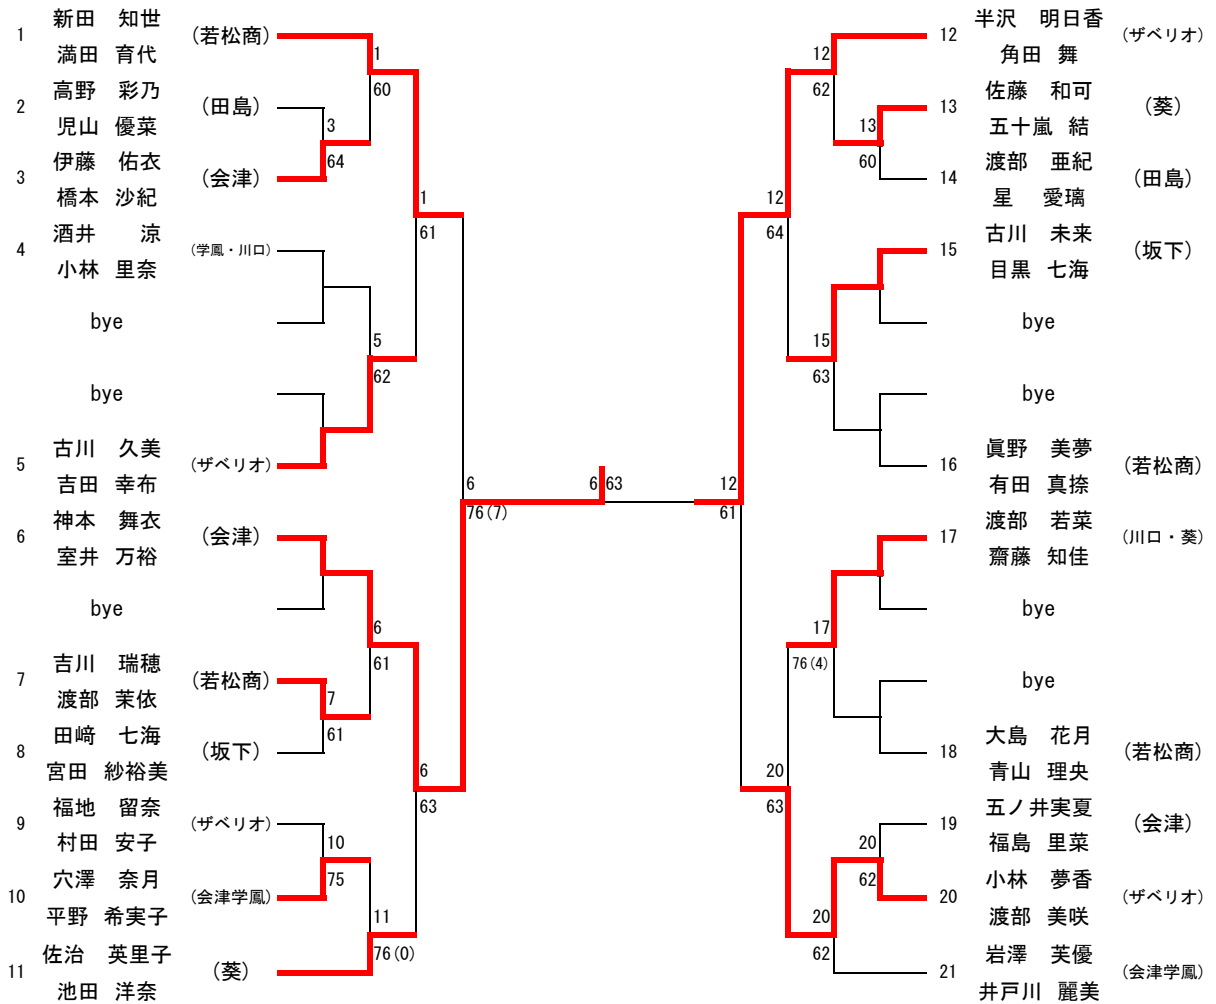 1 新田　知世 (若松商)
満田 育代
2 高野 彩乃 (田島)
児山 優菜
3 伊藤　佑衣 (会津)
橋本 沙紀
4 酒井　　涼 (学鳳・川口)
小林 里奈
bye
bye
5 古川　久美 (ザベリオ)
吉田 幸布
6 神本　舞衣 (会津)
室井 万裕
bye
7 吉川　瑞穂 (若松商)
渡部 茉依
8 田﨑　七海 (坂下)
宮田 紗裕美
9 福地　留奈 (ザベリオ)
村田 安子
10 穴澤　奈月 (会津学鳳)
平野 希実子
11 佐治　英里子 (葵)
池田 洋奈
1
60
3
64
1
61
5
62
6
76(7)
6
61
7
61
6
63
10
75
11
76(0)
6 63
12
61
12
62
13
60
12
64
15
63
17
76(4)
20
63
20
62
20
62
12 半沢　明日香 (ザベリオ)
角田 舞
13 佐藤　和可 (葵)
五十嵐 結
14 渡部　亜紀 (田島)
星　愛璃
15 古川　未来 (坂下)
目黒 七海
bye
bye
16 眞野　美夢 (若松商)
有田 真捺
17 渡部　若菜 (川口・葵)
齋藤 知佳
bye
bye
18 大島　花月 (若松商)
青山 理央
19 五ノ井実夏 (会津)
福島 里菜
20 小林　夢香 (ザベリオ)
渡部 美咲
21 岩澤　芙優 (会津学鳳)
井戸川 麗美